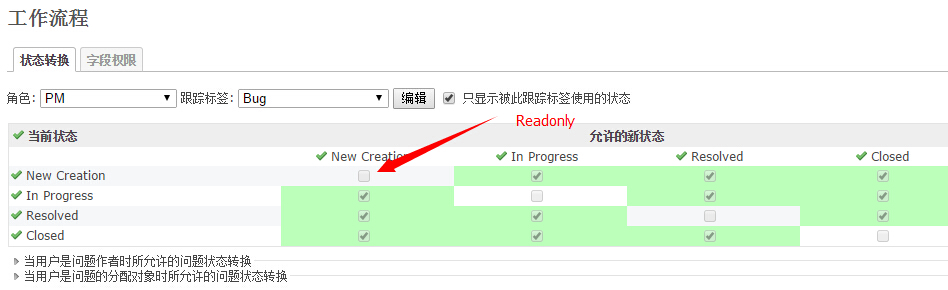 工作流程
状态转换 字段权限
角色: PM 跟踪标签: Bug 编辑 只显示被此跟踪标签使用的状态
Readonly
当前状态 允许的新状态
New Creation In Progress Resolved Closed
New Creation
In Progress
Resolved
Closed
当用户是问题作者时所允许的问题状态转换
当用户是问题的分配对象时所允许的问题状态转换